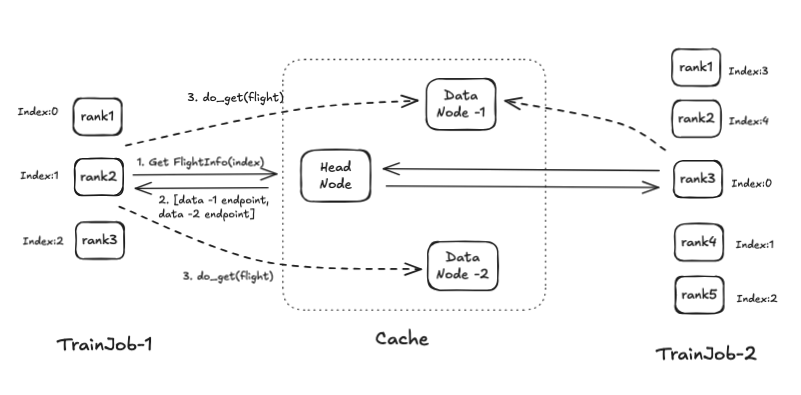 Index:0
rank1
Index:1
rank2
Index:2
rank3
TrainJob-1
3. do_get(flight)
1. Get FlightInfo(index)
2. [data -1 endpoint,
data -2 endpoint]
3. do_get(flight)
Data
Node -1
Head
Node
Data
Node -2
Cache
rank1
Index:3
rank2
Index:4
rank3
Index:0
rank4
Index:1
rank5
Index:2
TrainJob-2